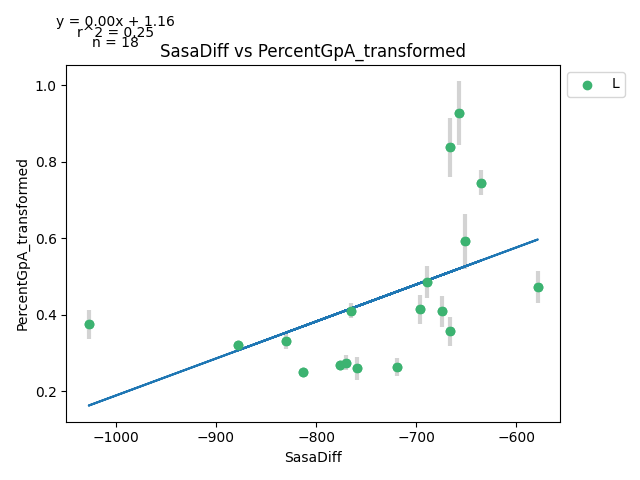 y = 0.00x + 1.16
r^2 = 0.25
n = 18
SasaDiff vs PercentGpA_transformed
L
PercentGpA_transformed
1.0
0.8
0.6
0.4
0.2
−1000 −900 −800 −700 −600
SasaDiff